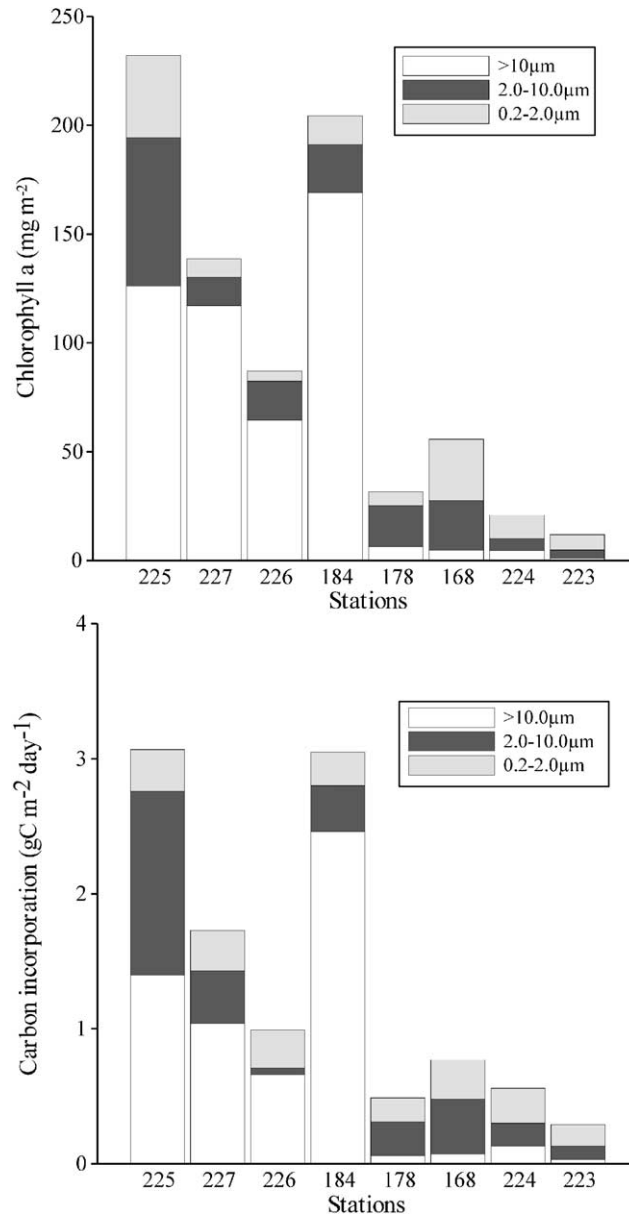 250
200
150
100
50
0
Chlorophyll a (mg m⁻²)
>10µm
2.0-10.0µm
0.2-2.0µm
225 227 226 184 178 168 224 223
Stations
4
3
2
1
0
Carbon incorporation (gC m⁻² day⁻¹)
>10.0µm
2.0-10.0µm
0.2-2.0µm
225 227 226 184 178 168 224 223
Stations